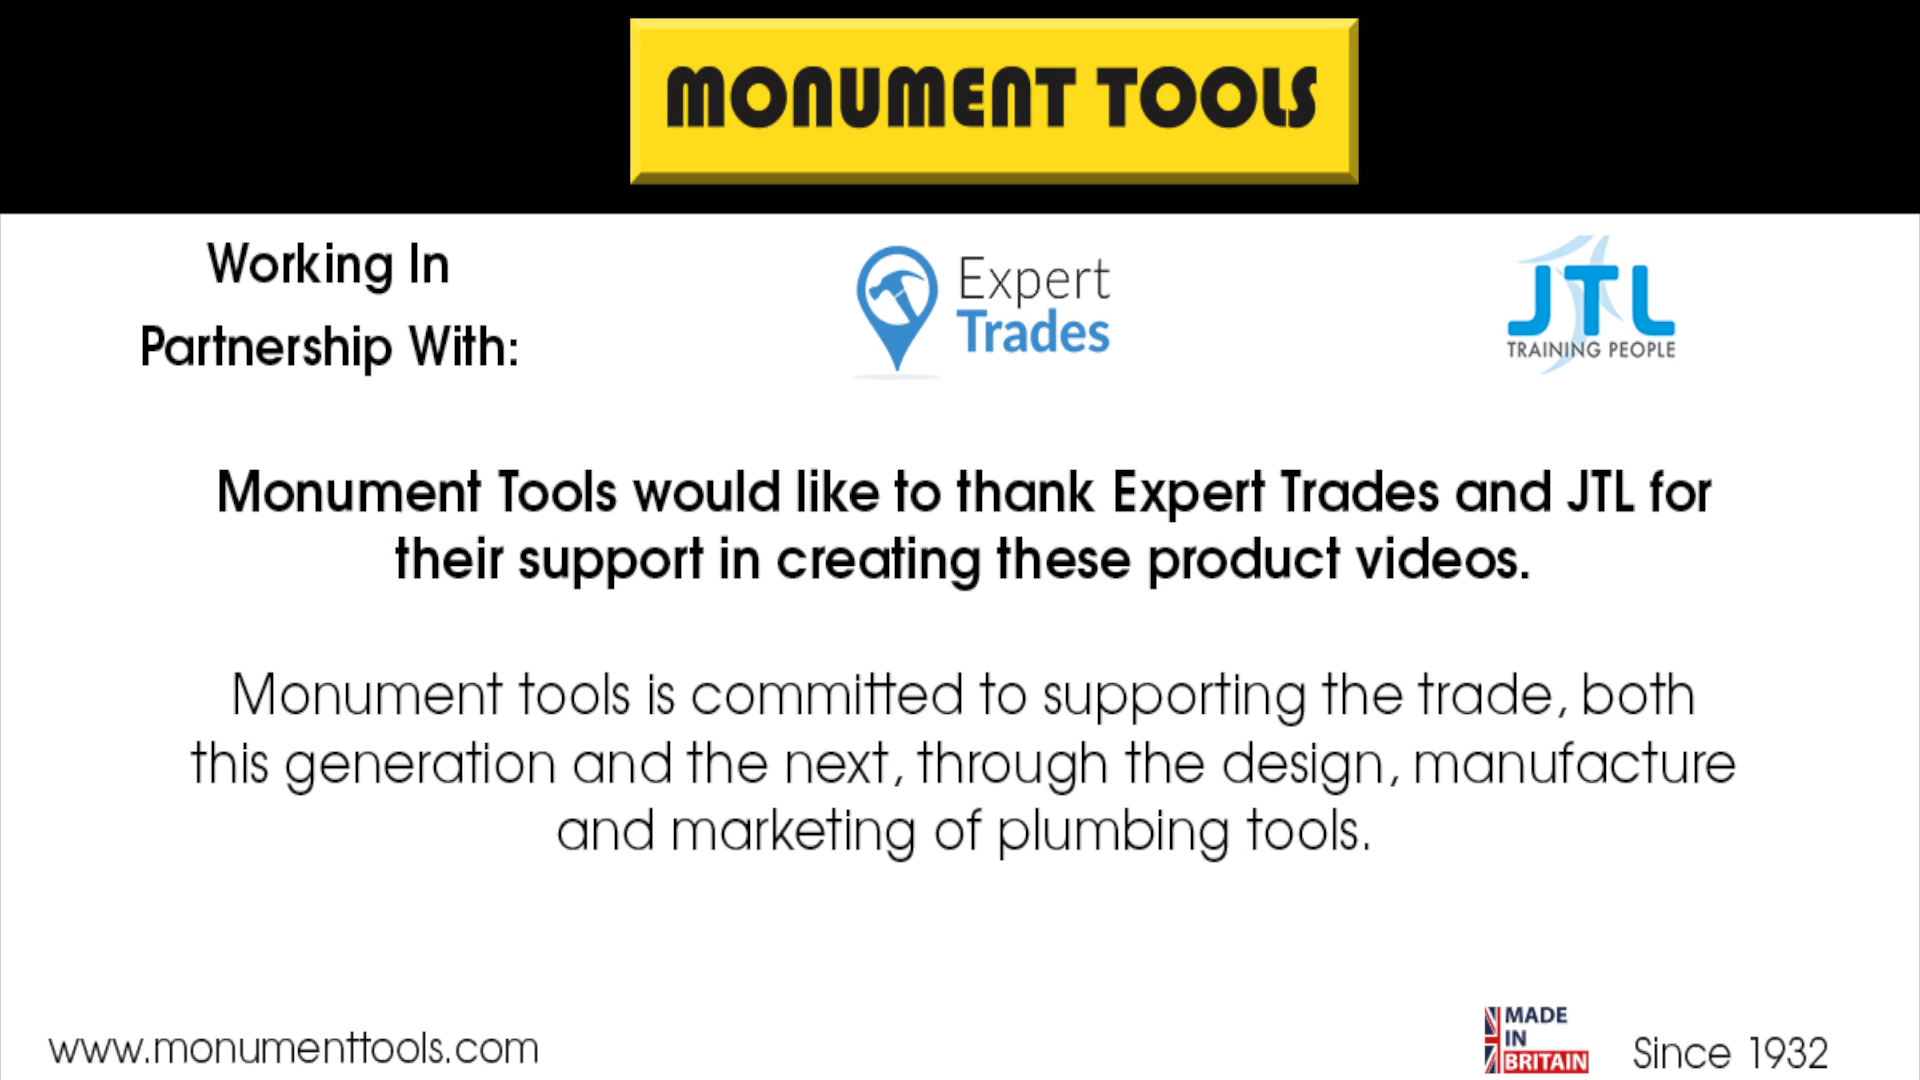 MONUMENT TOOLS
Working In
Partnership With:
Expert
Trades
JTL
TRAINING PEOPLE
Monument Tools would like to thank Expert Trades and JTL for
their support in creating these product videos.
Monument tools is committed to supporting the trade, both
this generation and the next, through the design, manufacture
and marketing of plumbing tools.
www.monumenttools.com
MADE
IN
BRITAIN
Since 1932